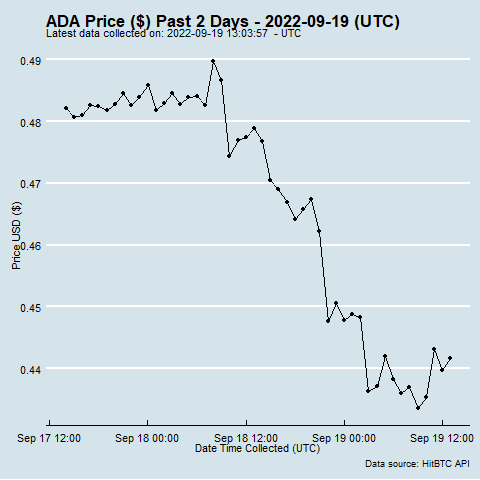 ADA Price ($) Past 2 Days - 2022-09-19 (UTC)
Latest data collected on: 2022-09-19 13:03:57 - UTC
0.49
0.48
0.47
0.46
0.45
0.44
Price USD ($)
Sep 17 12:00 Sep 18 00:00 Sep 18 12:00 Sep 19 00:00 Sep 19 12:00
Date Time Collected (UTC)
Data source: HitBTC API